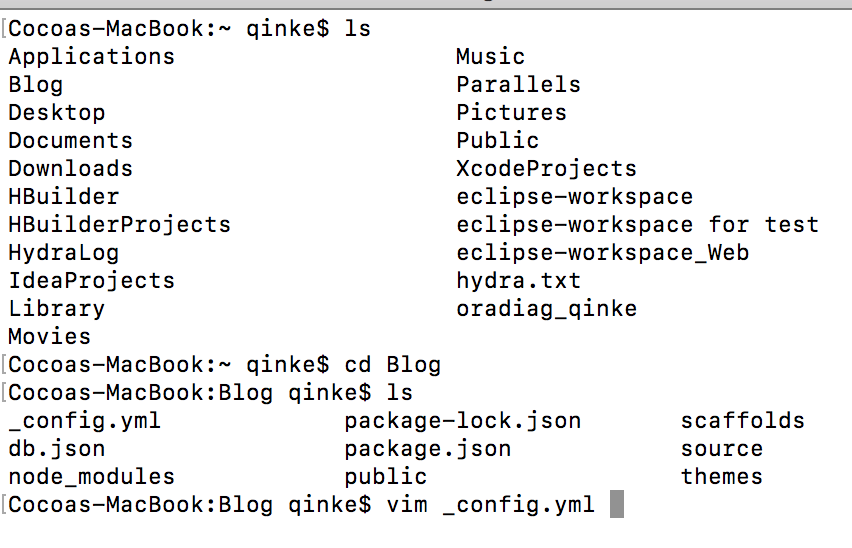 [Cocoas-MacBook:~ qinke$ ls
Applications Music
Blog Parallels
Desktop Pictures
Documents Public
Downloads XcodeProjects
HBuilder eclipse-workspace
HBuilderProjects eclipse-workspace for test
HydraLog eclipse-workspace_Web
IdeaProjects hydra.txt
Library oradiag_qinke
Movies
[Cocoas-MacBook:~ qinke$ cd Blog
[Cocoas-MacBook:Blog qinke$ ls
_config.yml package-lock.json scaffolds
db.json package.json source
node_modules public themes
[Cocoas-MacBook:Blog qinke$ vim _config.yml